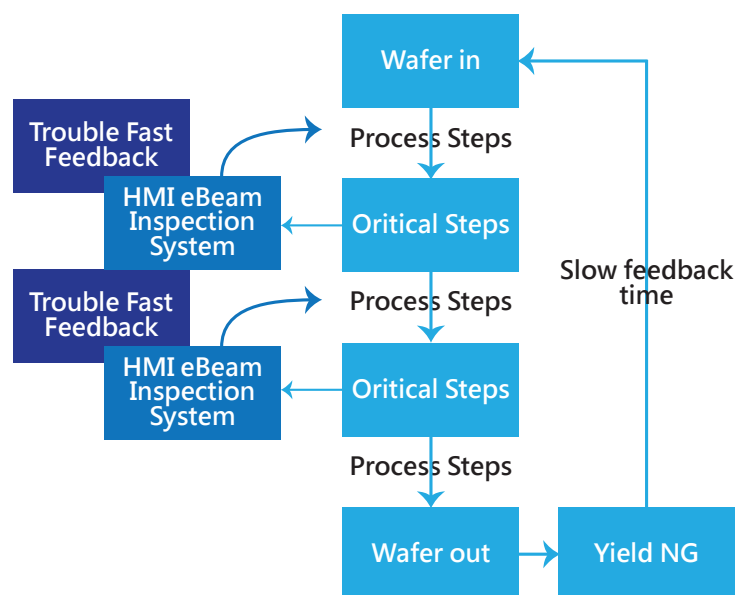 Wafer in
Trouble Fast
Feedback
Process Steps
HMI eBeam
Inspection
System
Oritical Steps
Slow feedback
time
Trouble Fast
Feedback
Process Steps
HMI eBeam
Inspection
System
Oritical Steps
Process Steps
Wafer out
Yield NG